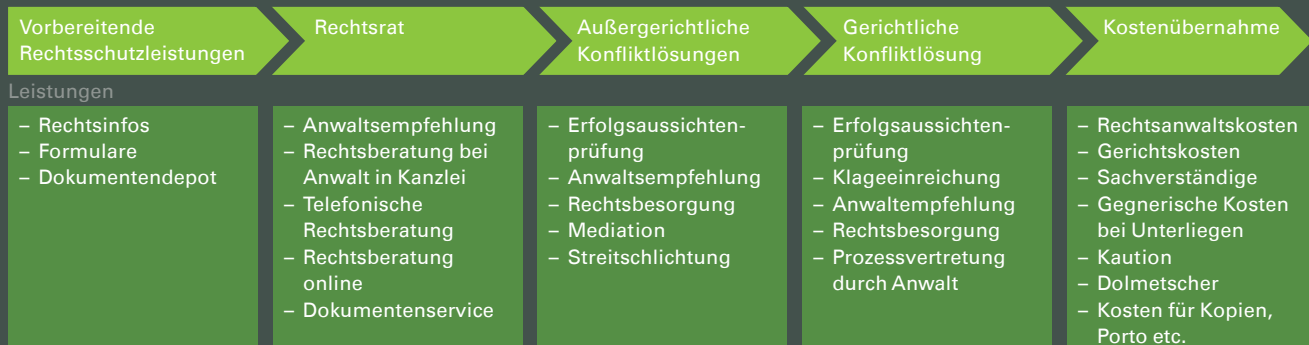 Vorbereitende
Rechtsschutzleistungen
Rechtsrat
Außergerichtliche
Konfliktlösungen
Gerichtliche
Konfliktlösung
Kostenübernahme
Leistungen
– Rechtsinfos
– Formulare
– Dokumentendepot
– Anwaltsempfehlung
– Rechtsberatung bei
Anwalt in Kanzlei
– Telefonische
Rechtsberatung
– Rechtsberatung
online
– Dokumentenservice
– Erfolgsaussichten-
prüfung
– Anwaltsempfehlung
– Rechtsbesorgung
– Mediation
– Streitschlichtung
– Erfolgsaussichten-
prüfung
– Klageeinreichung
– Anwaltempfehlung
– Rechtsbesorgung
– Prozessvertretung
durch Anwalt
– Rechtsanwaltskosten
– Gerichtskosten
– Sachverständige
– Gegnerische Kosten
bei Unterliegen
– Kaution
– Dolmetscher
– Kosten für Kopien,
Porto etc.